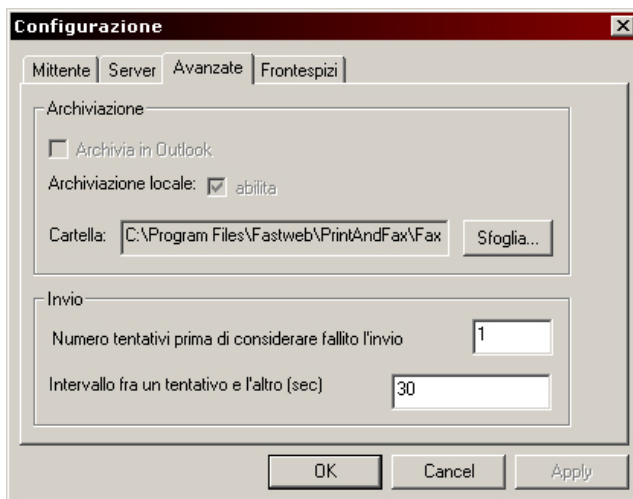 Configurazione
Mittente Server Avanzate Frontespizi
Archiviazione
Archivia in Outlook
Archiviazione locale: abilita
Cartella: C:\Program Files\Fastweb\PrintAndFax\Fax Sfoglia...
Invio
Numero tentativi prima di considerare fallito l'invio 1
Intervallo fra un tentativo e l'altro (sec) 30
OK Cancel Apply